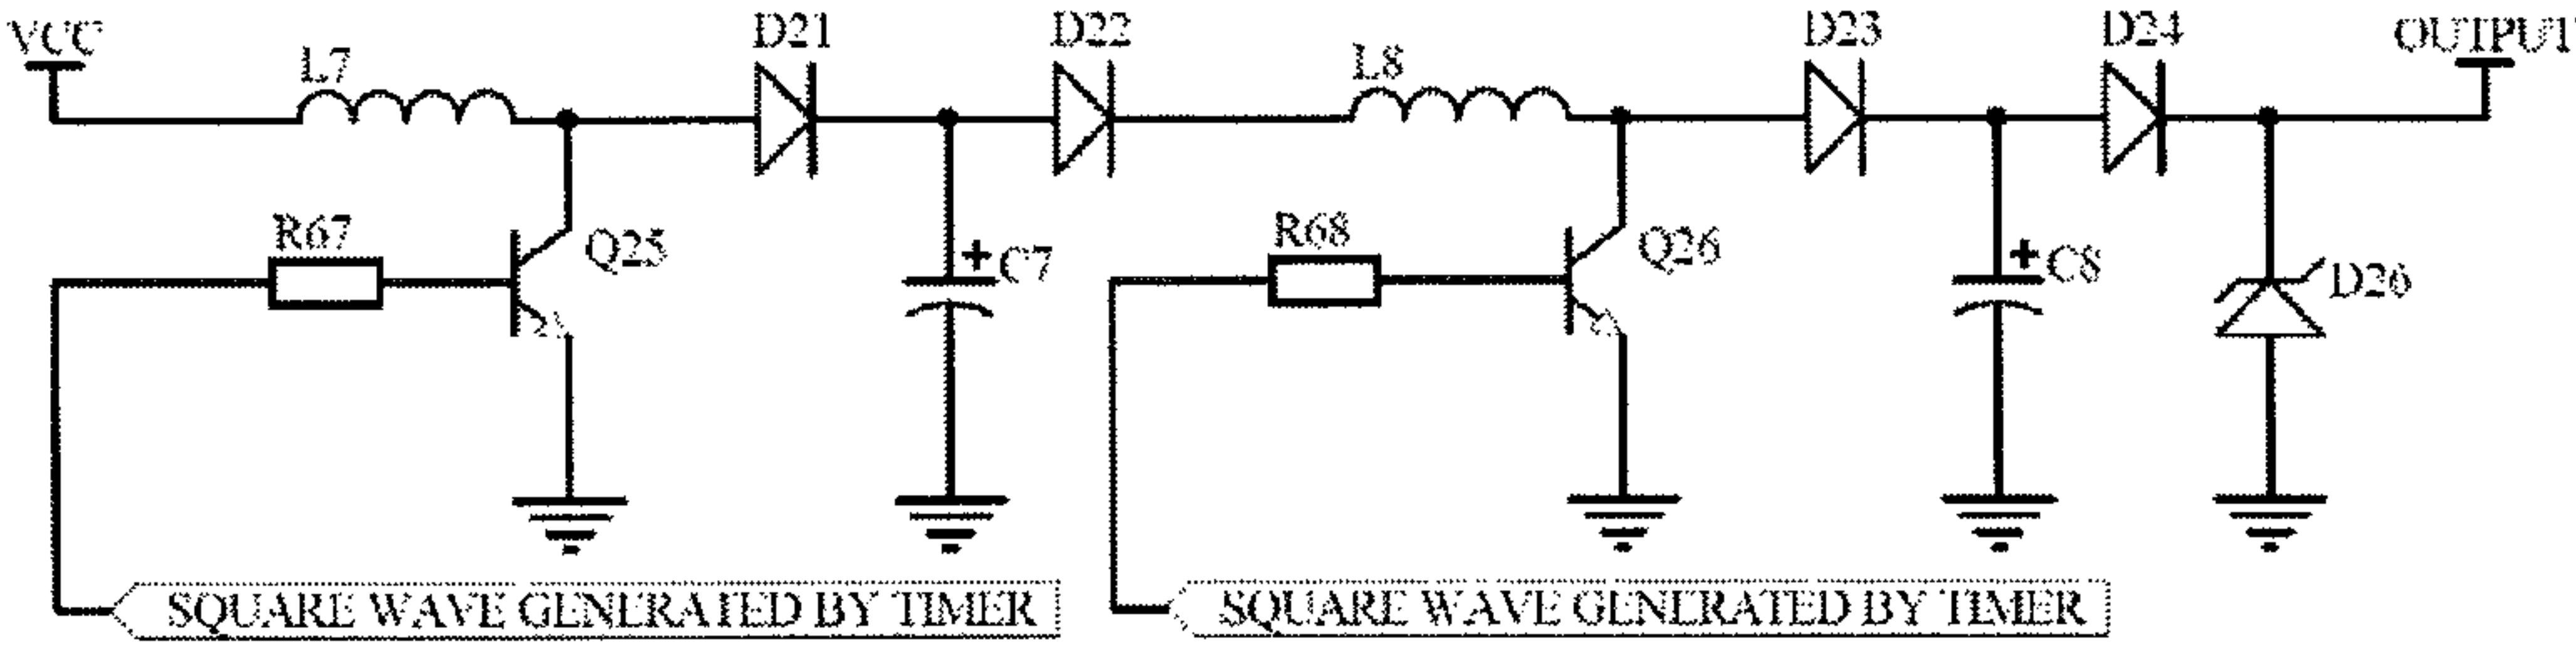 VCC
L7
D21
D22
L8
D23
D24
OUTPUT
R67
Q25
+
C7
R68
Q26
+
C8
D26
SQUARE WAVE GENERATED BY TIMER
SQUARE WAVE GENERATED BY TIMER